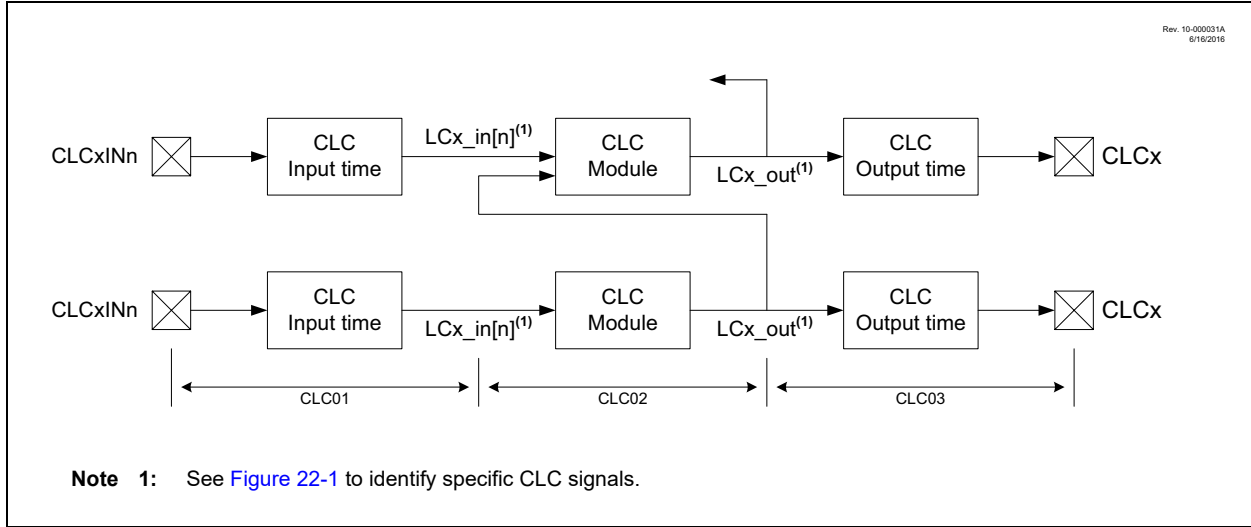 Rev. 10-000031A
6/16/2016
CLCxINn
CLC
Input time
LCx_in[n](1)
CLC
Module
LCx_out(1)
CLC
Output time
CLCx
CLCxINn
CLC
Input time
LCx_in[n](1)
CLC
Module
LCx_out(1)
CLC
Output time
CLCx
CLC01
CLC02
CLC03
Note 1: See Figure 22-1 to identify specific CLC signals.